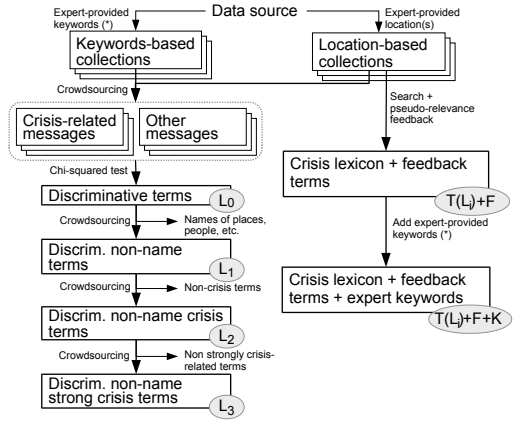 Data source
Expert-provided
keywords (*)
Expert-provided
location(s)
Keywords-based
collections
Location-based
collections
Crowdsourcing
Crisis-related
messages
Other
messages
Search +
pseudo-relevance
feedback
Chi-squared test
Crisis lexicon + feedback
terms
T(Li)+F
Discriminative terms
L0
Crowdsourcing
Names of places,
people, etc.
Add expert-provided
keywords (*)
Discrim. non-name
terms
L1
Crowdsourcing
Non-crisis terms
Crisis lexicon + feedback
terms + expert keywords
T(Li)+F+K
Discrim. non-name crisis
terms
L2
Crowdsourcing
Non strongly crisis-
related terms
Discrim. non-name
strong crisis terms
L3